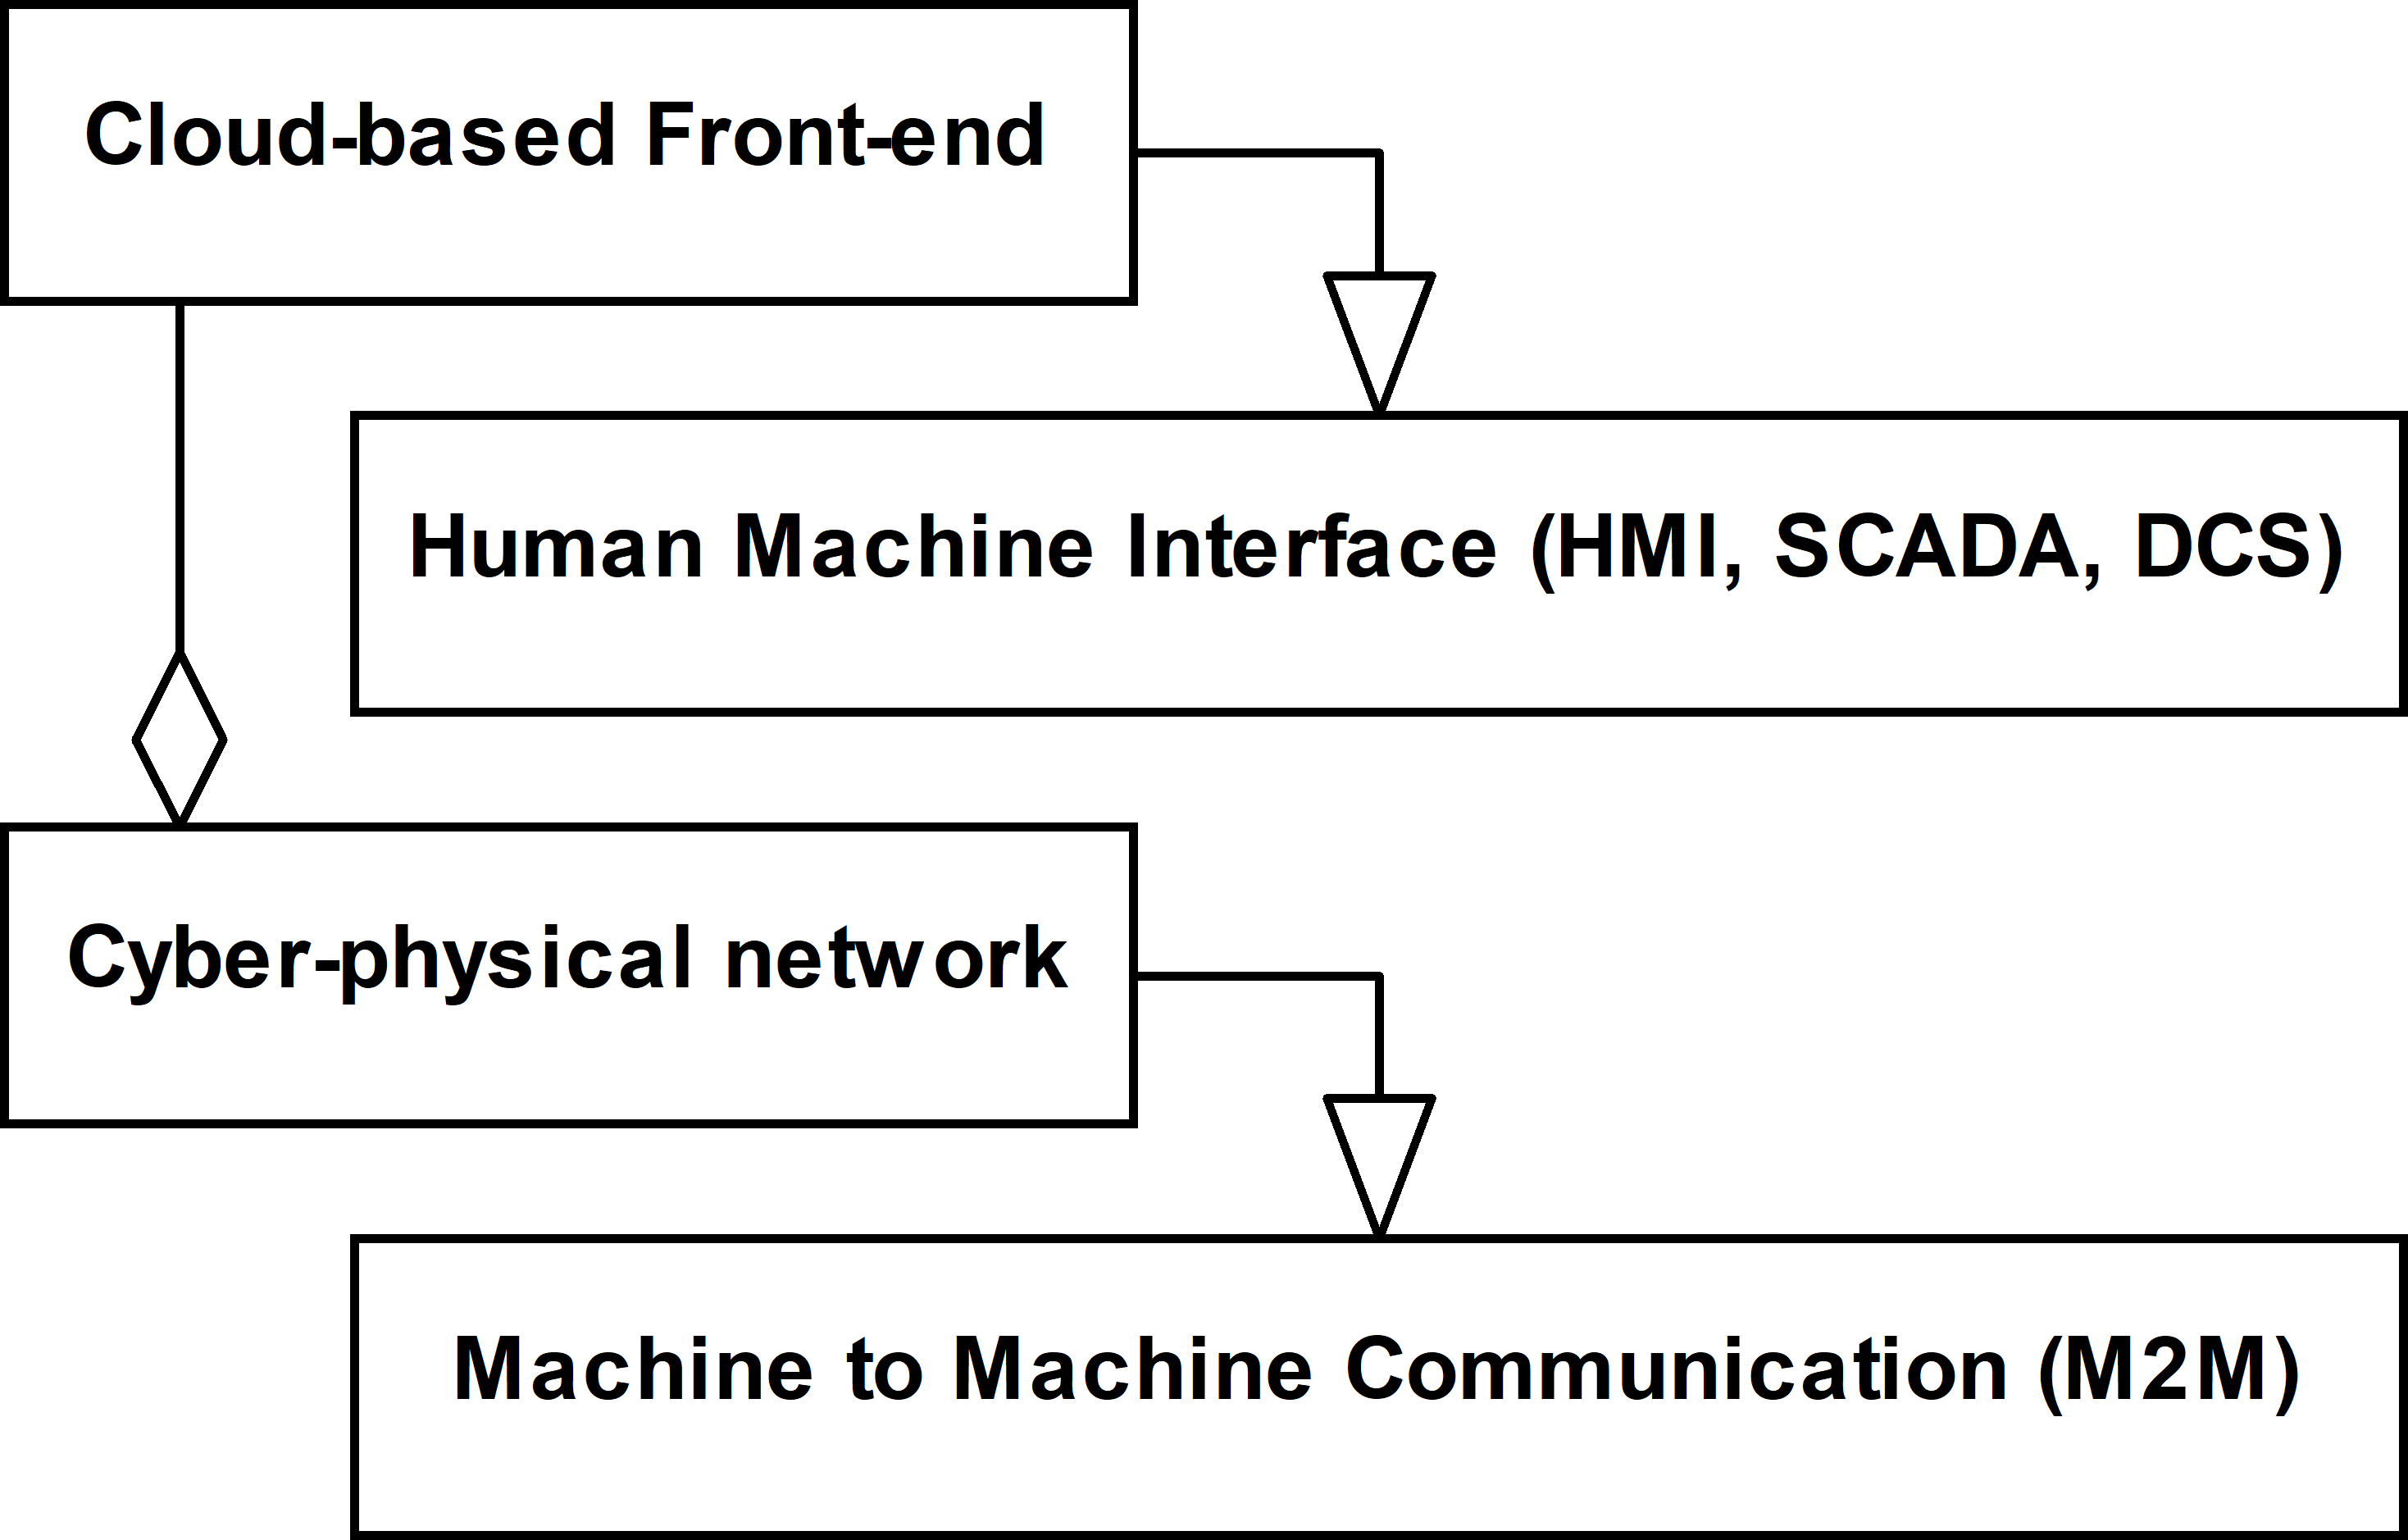 Cloud-based Front-end
Human Machine Interface (HMI, SCADA, DCS)
Cyber-physical network
Machine to Machine Communication (M2M)